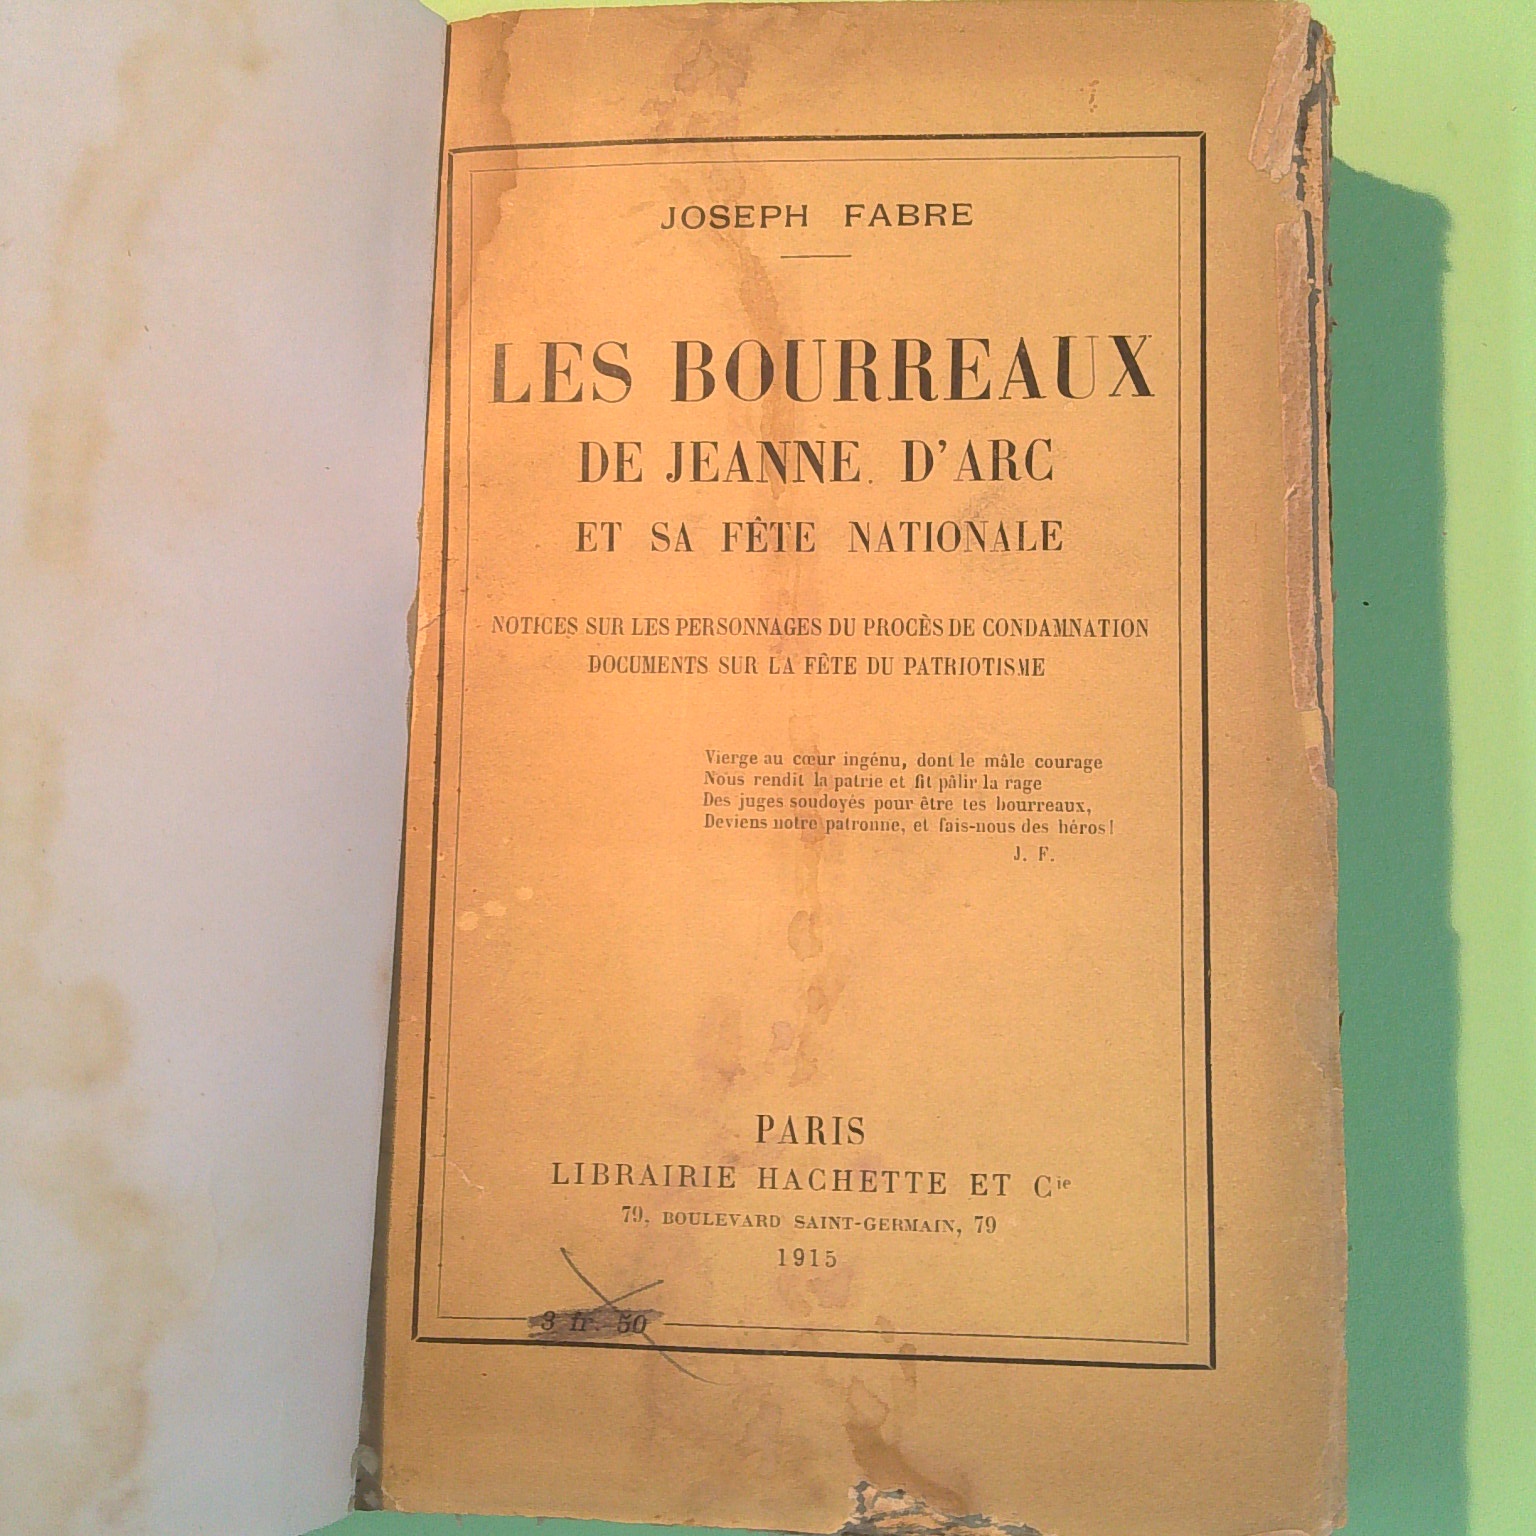 JOSEPH FABRE
LES BOURREAUX
DE JEANNE D'ARC
ET SA FÊTE NATIONALE
NOTICES SUR LES PERSONNAGES DU PROCÈS DE CONDAMNATION
DOCUMENTS SUR LA FÊTE DU PATRIOTISME
Vierge au cœur ingénu, dont le mâle courage
Nous rendit la patrie et fit pâlir la rage
Des juges soudoyés pour être tes bourreaux,
Deviens notre patronne, et fais-nous des héros!
J. F.
PARIS
LIBRAIRIE HACHETTE ET Cie
79, BOULEVARD SAINT-GERMAIN, 79
1915
3 fr. 50